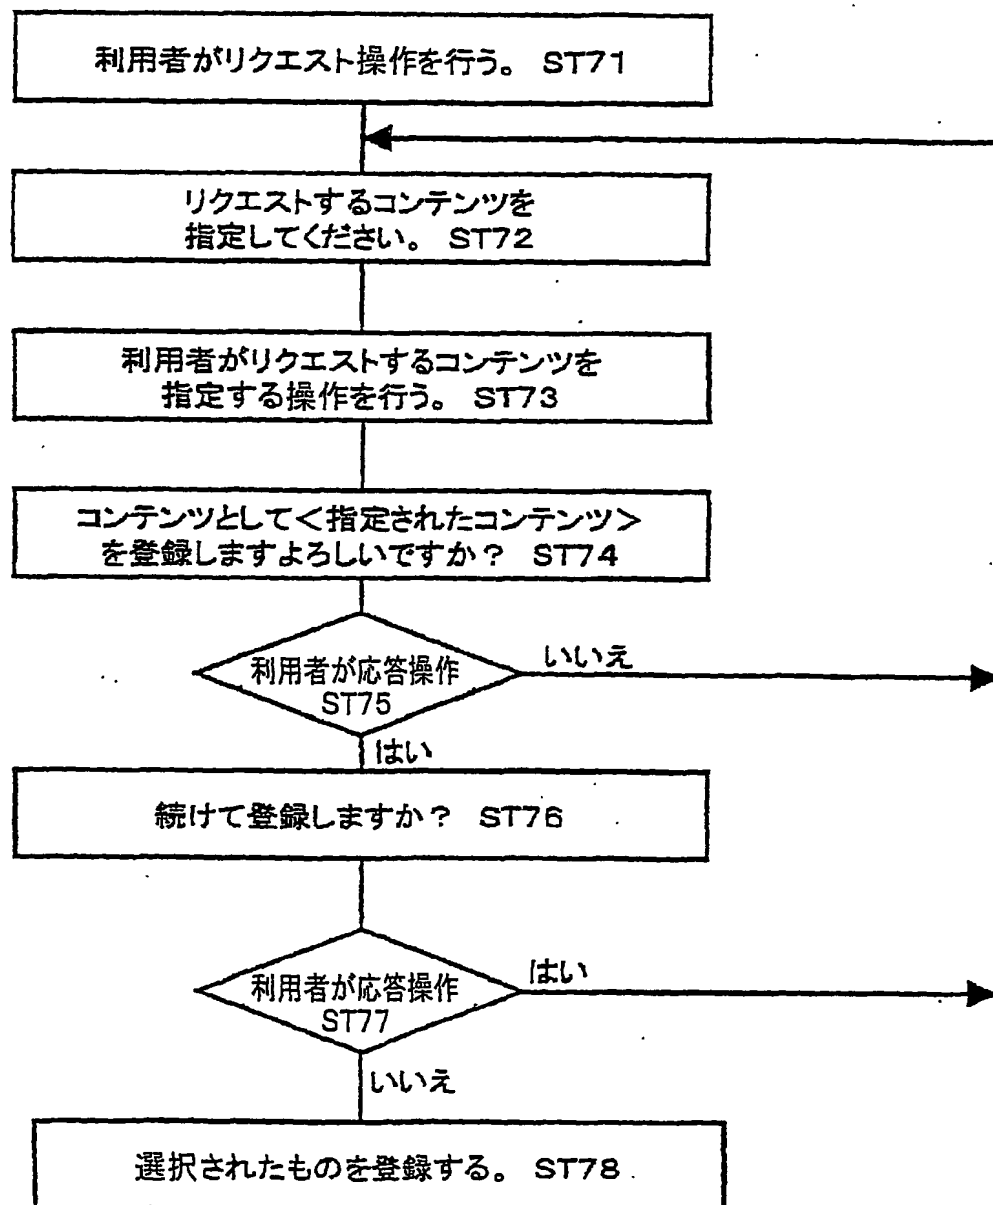 利用者がリクエスト操作を行う。 ST71
リクエストするコンテンツを
指定してください。 ST72
利用者がリクエストするコンテンツを
指定する操作を行う。 ST73
コンテンツとして<指定されたコンテンツ>
を登録しますよろしいですか? ST74
利用者が応答操作
ST75
いいえ
はい
続けて登録しますか? ST76
利用者が応答操作
ST77
はい
いいえ
選択されたものを登録する。 ST78